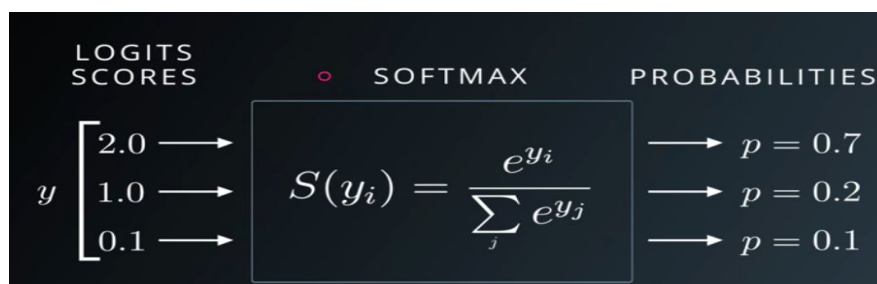 LOGITS
SCORES
SOFTMAX
PROBABILITIES
y
2.0
1.0
0.1
S(y_i) = e^{y_i} / \sum_j e^{y_j}
p = 0.7
p = 0.2
p = 0.1